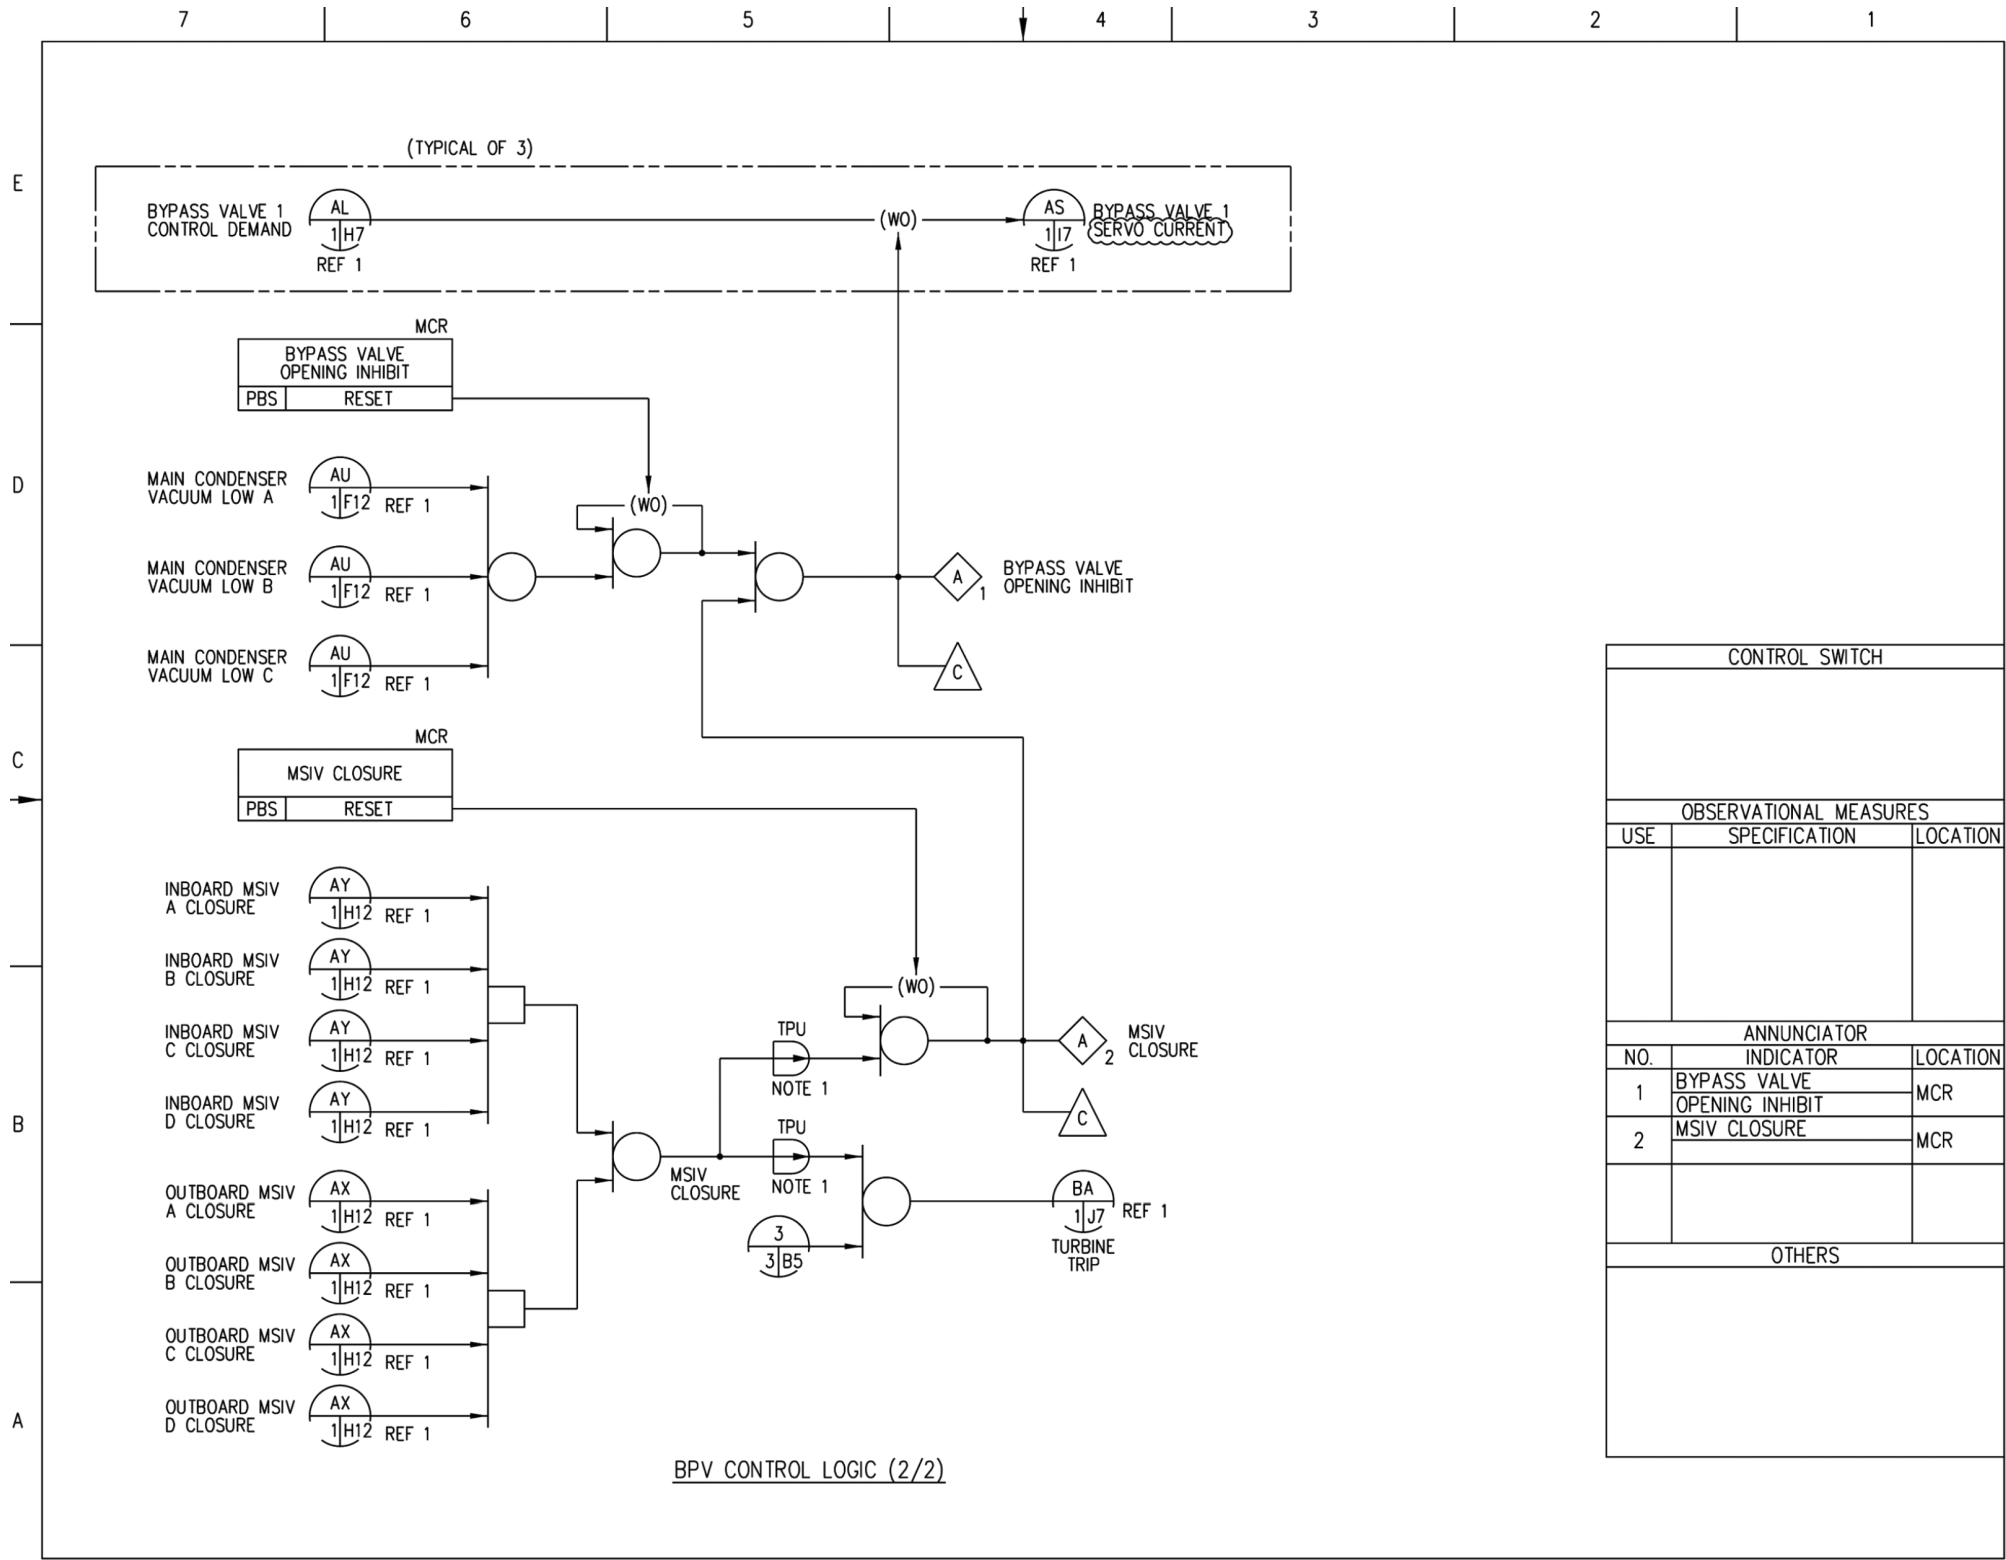 7 6 5 4 3 2 1
E
(TYPICAL OF 3)
BYPASS VALVE 1
CONTROL DEMAND
AL
1 H7
REF 1
(WO)
AS
1 I7
REF 1
BYPASS VALVE 1
SERVO CURRENT
MCR
BYPASS VALVE
OPENING INHIBIT
PBS RESET
D
MAIN CONDENSER
VACUUM LOW A
AU
1 F12
REF 1
(WO)
MAIN CONDENSER
VACUUM LOW B
AU
1 F12
REF 1
A
1
BYPASS VALVE
OPENING INHIBIT
MAIN CONDENSER
VACUUM LOW C
AU
1 F12
REF 1
C
C
MCR
MSIV CLOSURE
PBS RESET
INBOARD MSIV
A CLOSURE
AY
1 H12
REF 1
INBOARD MSIV
B CLOSURE
AY
1 H12
REF 1
(WO)
INBOARD MSIV
C CLOSURE
AY
1 H12
REF 1
TPU
NOTE 1
A
2
MSIV
CLOSURE
B
INBOARD MSIV
D CLOSURE
AY
1 H12
REF 1
TPU
NOTE 1
C
MSIV
CLOSURE
OUTBOARD MSIV
A CLOSURE
AX
1 H12
REF 1
3
3 B5
BA
1 J7
REF 1
TURBINE
TRIP
OUTBOARD MSIV
B CLOSURE
AX
1 H12
REF 1
OUTBOARD MSIV
C CLOSURE
AX
1 H12
REF 1
A
OUTBOARD MSIV
D CLOSURE
AX
1 H12
REF 1
BPV CONTROL LOGIC (2/2)
CONTROL SWITCH
OBSERVATIONAL MEASURES
USE SPECIFICATION LOCATION
ANNUNCIATOR
NO. INDICATOR LOCATION
1 BYPASS VALVE
OPENING INHIBIT MCR
2 MSIV CLOSURE MCR
OTHERS